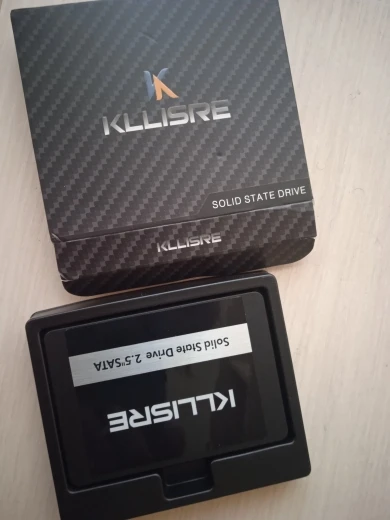 KLLISRE
SOLID STATE DRIVE
KLLISRE
Solid State Drive 2.5"SATA
KLLISRE